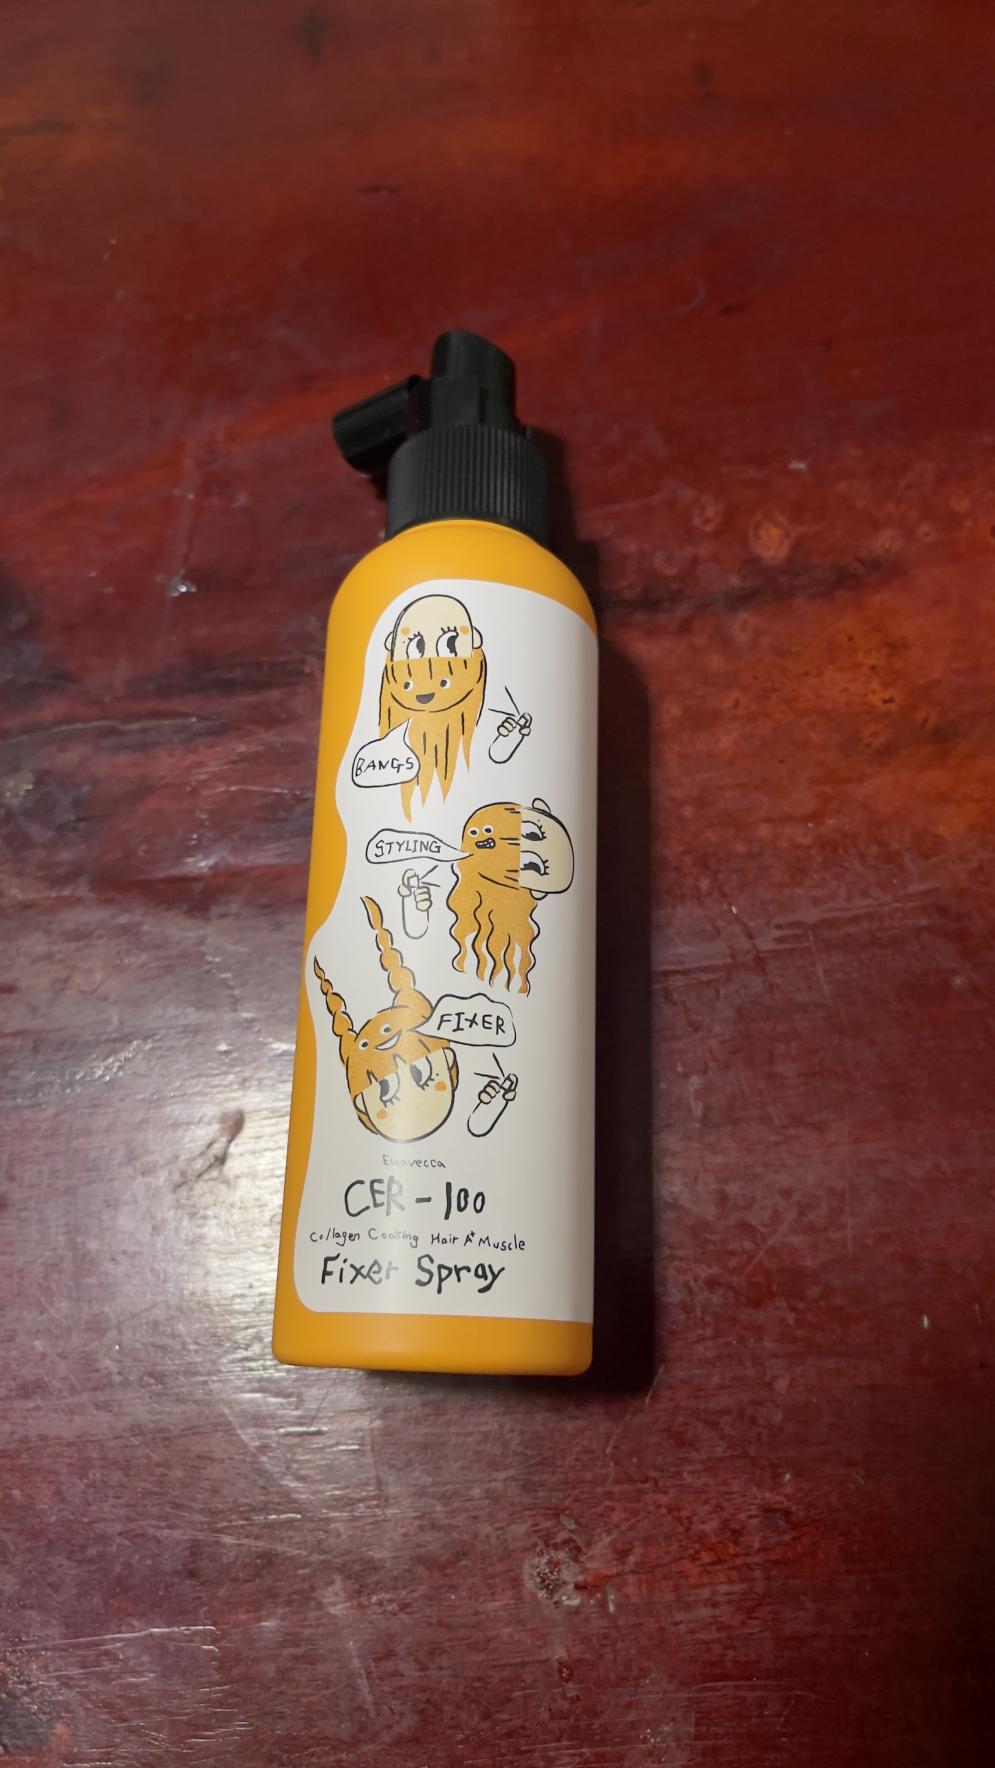 BANGS
STYLING
FIXER
Elizavecca
CER-100
Collagen Coating Hair A+ Muscle
Fixer Spray